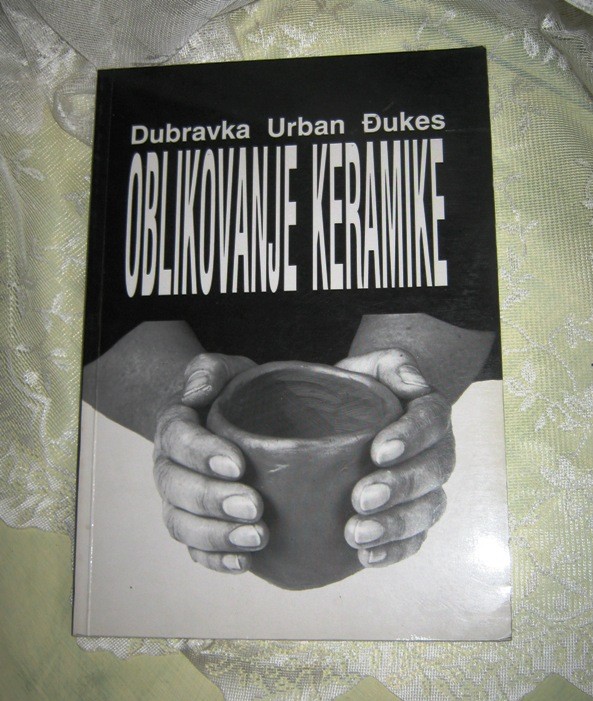 Dubravka Urban Đukes
OBLIKOVANJE KERAMIKE